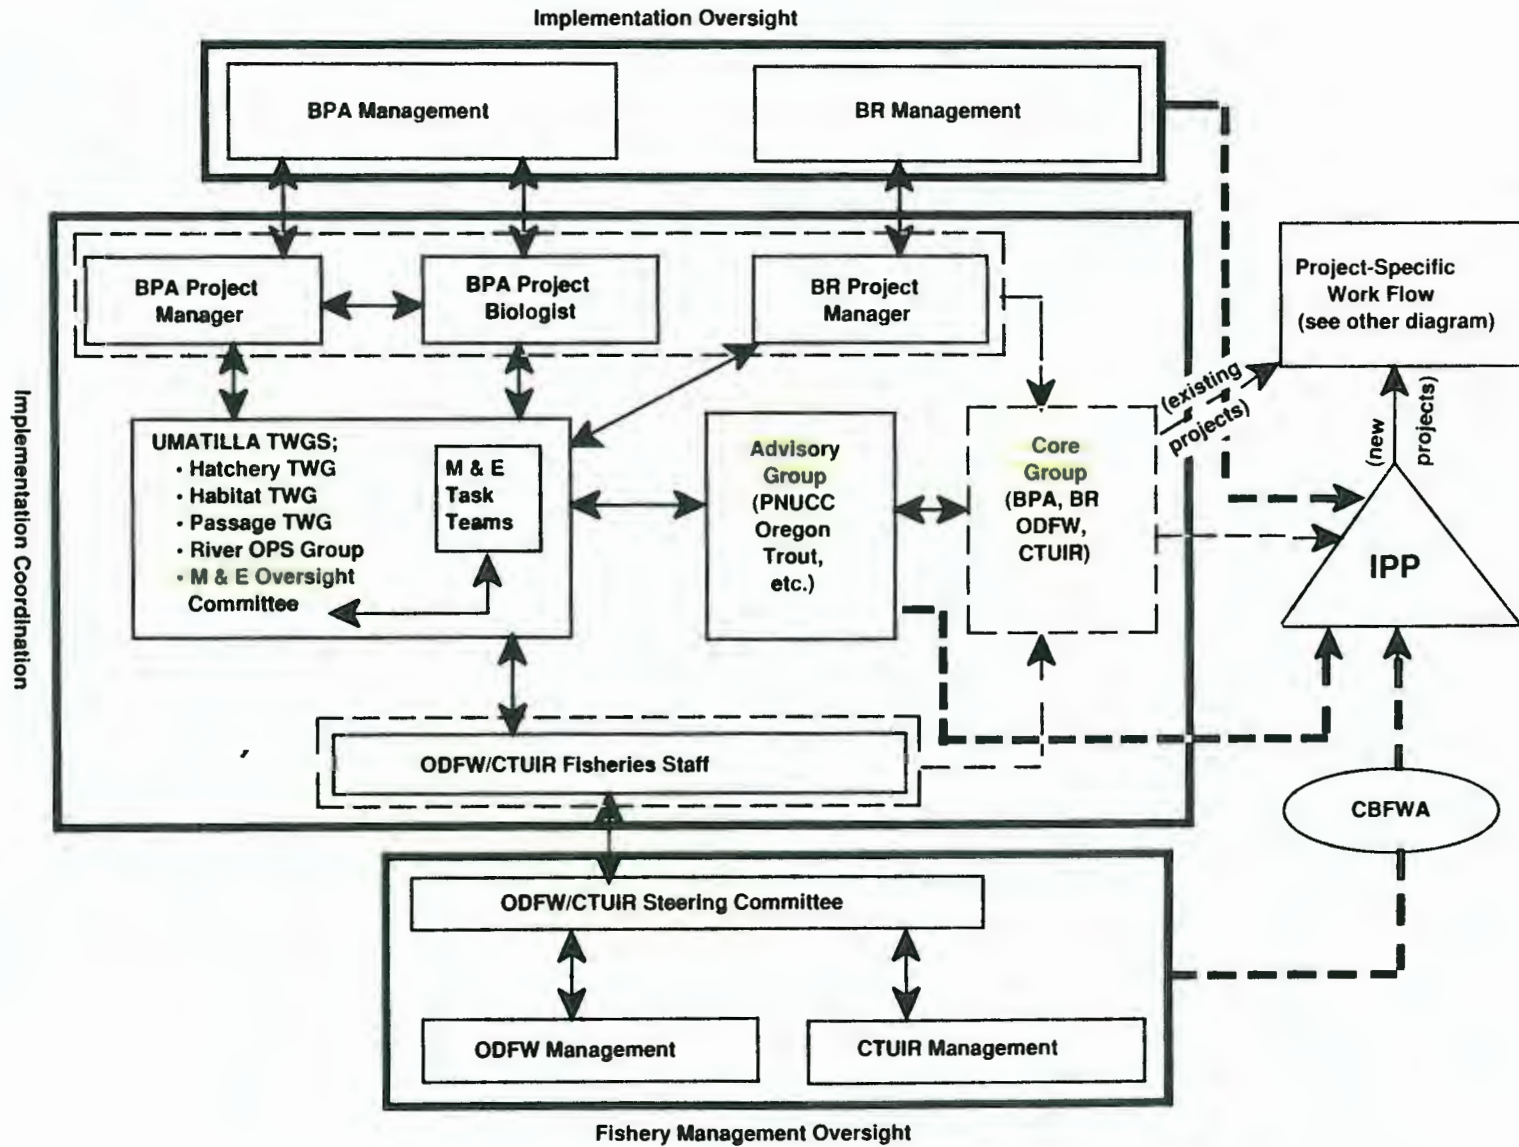 Implementation Oversight
BPA Management
BR Management
Implementation Coordination
BPA Project
Manager
BPA Project
Biologist
BR Project
Manager
Project-Specific
Work Flow
(see other diagram)
(existing
projects)
(new
projects)
UMATILLA TWGS;
• Hatchery TWG
• Habitat TWG
• Passage TWG
• River OPS Group
• M & E Oversight
Committee
M & E
Task
Teams
Advisory
Group
(PNUCC
Oregon
Trout,
etc.)
Core
Group
(BPA, BR
ODFW,
CTUIR)
IPP
ODFW/CTUIR Fisheries Staff
CBFWA
ODFW/CTUIR Steering Committee
ODFW Management
CTUIR Management
Fishery Management Oversight